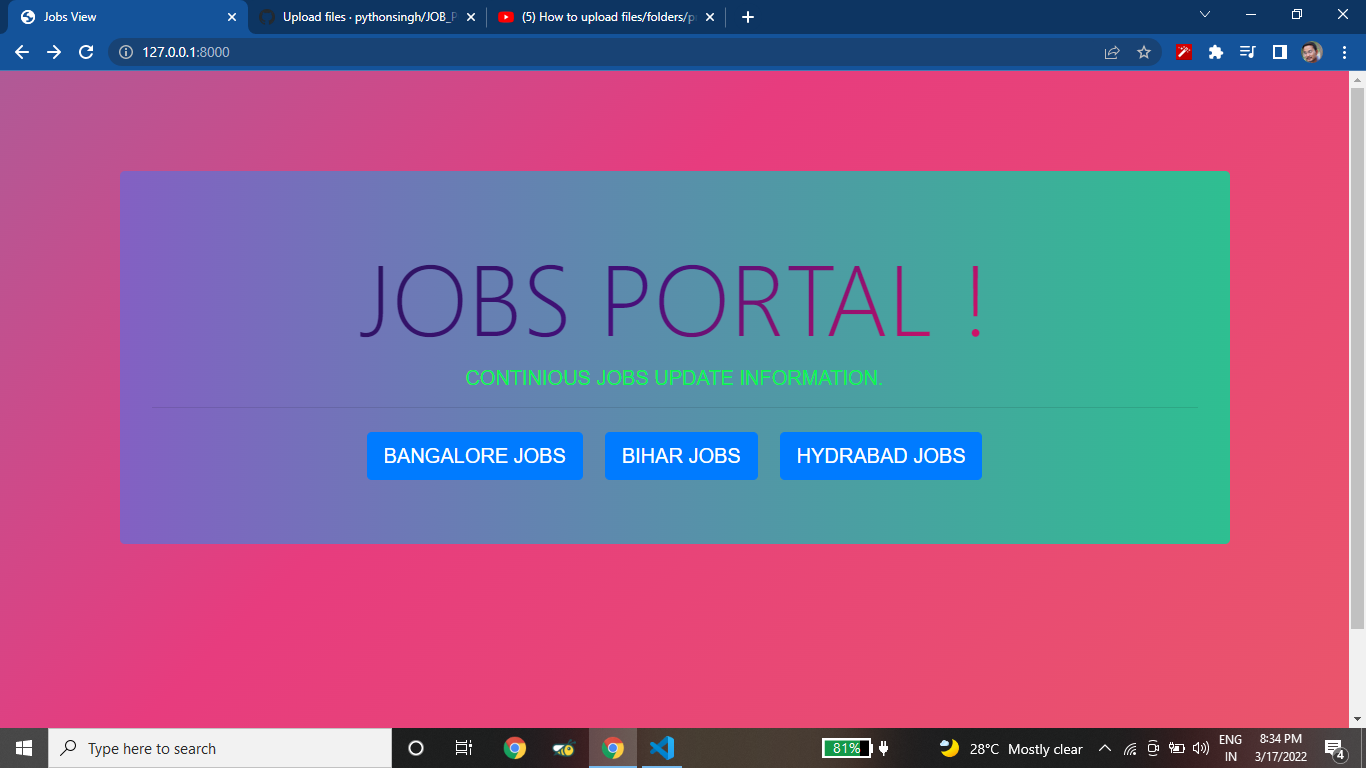 Jobs View
Upload files · pythonsingh/JOB_P
(5) How to upload files/folders/pr
127.0.0.1:8000
JOBS PORTAL !
CONTINIOUS JOBS UPDATE INFORMATION.
BANGALORE JOBS
BIHAR JOBS
HYDRABAD JOBS
Type here to search
81%
28°C Mostly clear
ENG
IN
8:34 PM
3/17/2022
4